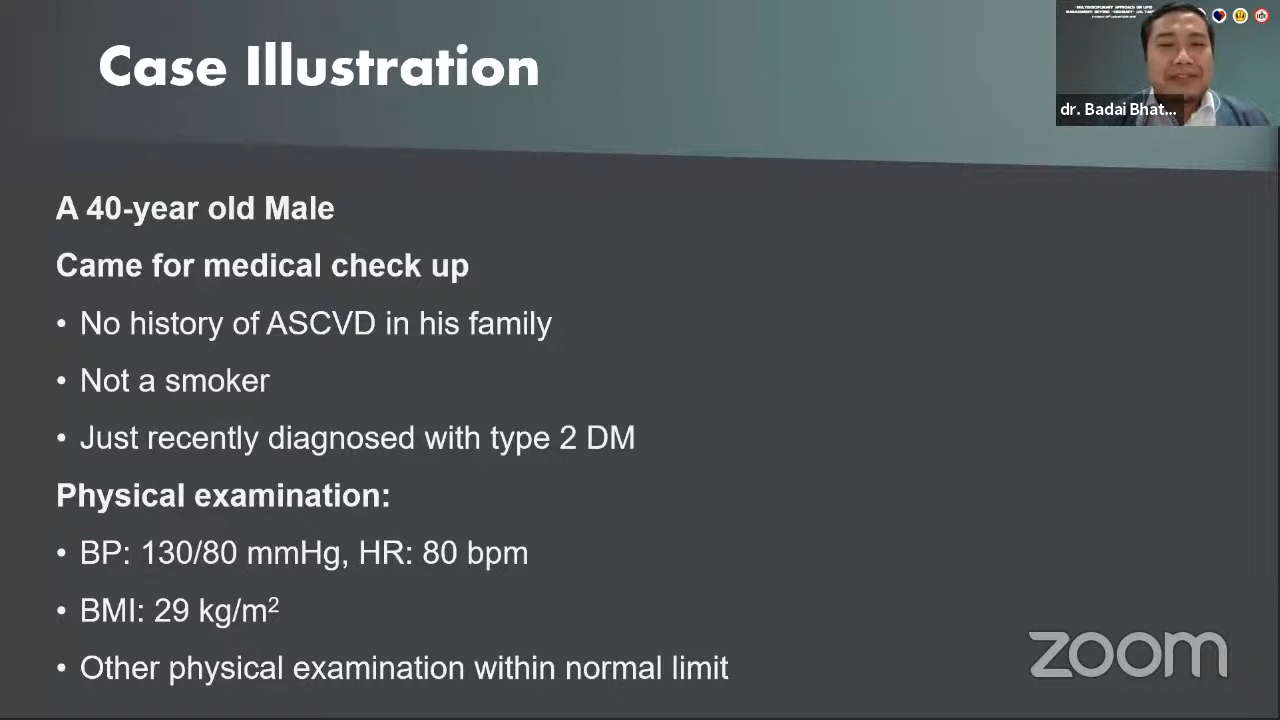 Case Illustration
dr. Badai Bhat...
A 40-year old Male
Came for medical check up
• No history of ASCVD in his family
• Not a smoker
• Just recently diagnosed with type 2 DM
Physical examination:
• BP: 130/80 mmHg, HR: 80 bpm
• BMI: 29 kg/m²
• Other physical examination within normal limit
zoom